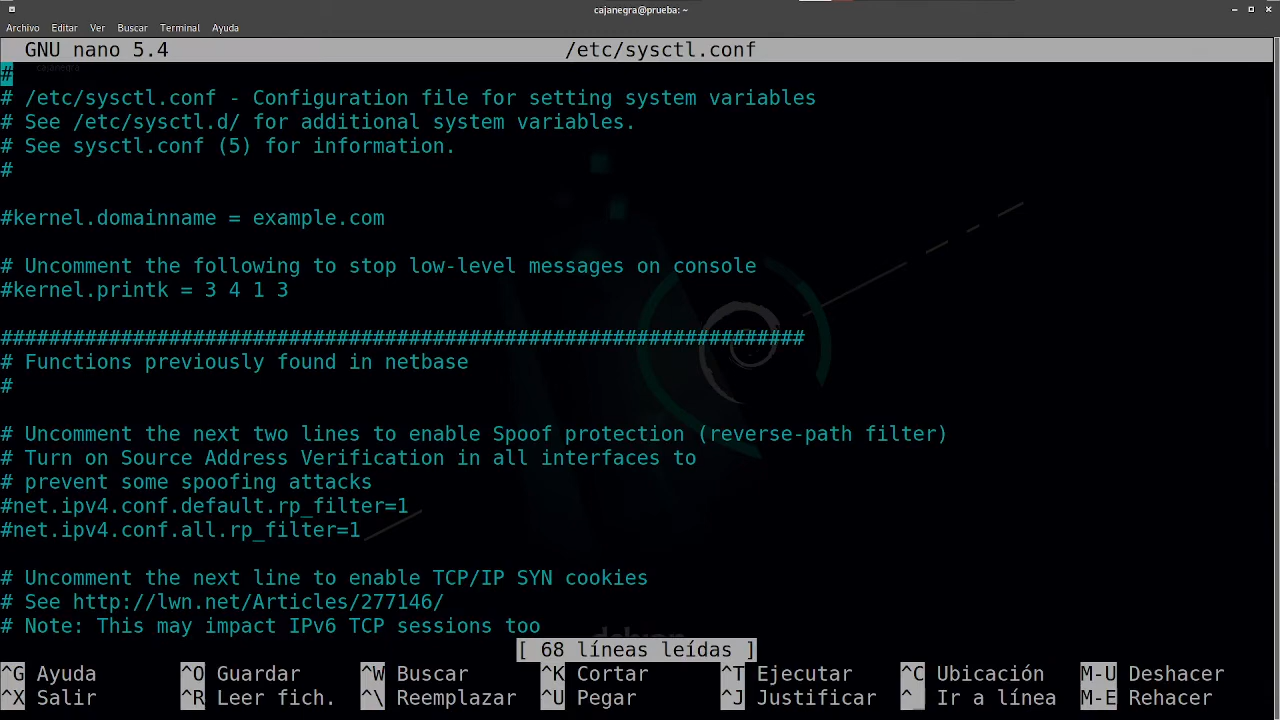 cajanegra@prueba: ~
Archivo Editar Ver Buscar Terminal Ayuda
GNU nano 5.4 /etc/sysctl.conf
cajanegra
#
# /etc/sysctl.conf - Configuration file for setting system variables
# See /etc/sysctl.d/ for additional system variables.
# See sysctl.conf (5) for information.
#
#kernel.domainname = example.com
# Uncomment the following to stop low-level messages on console
#kernel.printk = 3 4 1 3
###################################################################
# Functions previously found in netbase
#
# Uncomment the next two lines to enable Spoof protection (reverse-path filter)
# Turn on Source Address Verification in all interfaces to
# prevent some spoofing attacks
#net.ipv4.conf.default.rp_filter=1
#net.ipv4.conf.all.rp_filter=1
# Uncomment the next line to enable TCP/IP SYN cookies
# See http://lwn.net/Articles/277146/
# Note: This may impact IPv6 TCP sessions too
debian
[ 68 líneas leídas ]
^G Ayuda ^O Guardar ^W Buscar ^K Cortar ^T Ejecutar ^C Ubicación M-U Deshacer
^X Salir ^R Leer fich. ^\ Reemplazar ^U Pegar ^J Justificar ^_ Ir a línea M-E Rehacer